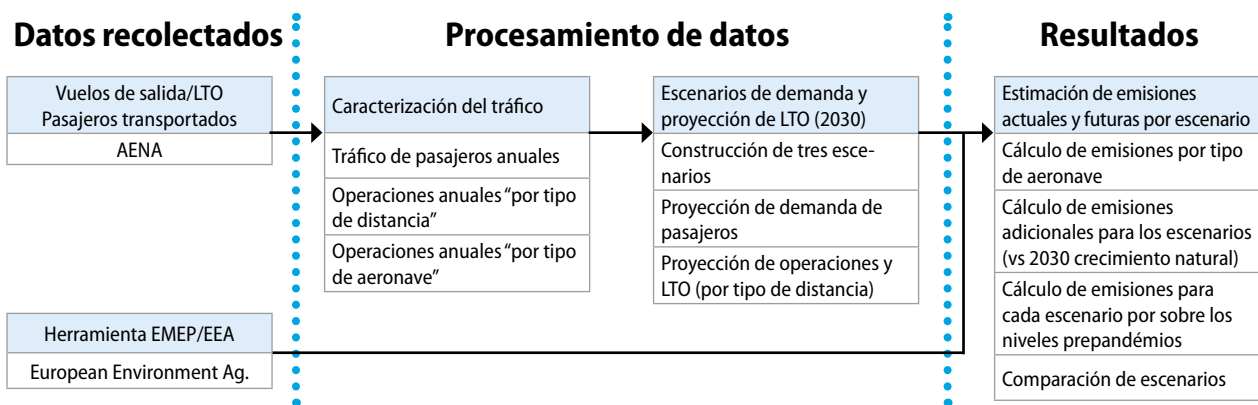 Datos recolectados
Procesamiento de datos
Resultados
Vuelos de salida/LTO
Pasajeros transportados
AENA
Herramienta EMEP/EEA
European Environment Ag.
Caracterización del tráfico
Tráfico de pasajeros anuales
Operaciones anuales "por tipo
de distancia"
Operaciones anuales "por tipo
de aeronave"
Escenarios de demanda y
proyección de LTO (2030)
Construcción de tres esce-
narios
Proyección de demanda de
pasajeros
Proyección de operaciones y
LTO (por tipo de distancia)
Estimación de emisiones
actuales y futuras por escenario
Cálculo de emisiones por tipo
de aeronave
Cálculo de emisiones
adicionales para los escenarios
(vs 2030 crecimiento natural)
Cálculo de emisiones para
cada escenario por sobre los
niveles prepandémios
Comparación de escenarios